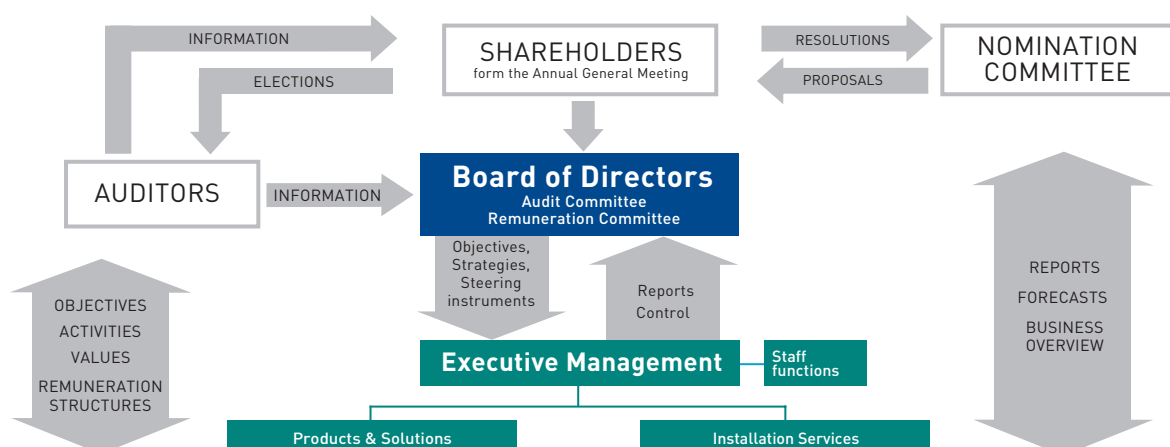 INFORMATION
SHAREHOLDERS
form the Annual General Meeting
RESOLUTIONS
NOMINATION
COMMITTEE
ELECTIONS
PROPOSALS
AUDITORS
INFORMATION
Board of Directors
Audit Committee
Remuneration Committee
Objectives,
Strategies,
Steering
instruments
Reports
Control
OBJECTIVES
ACTIVITIES
VALUES
REMUNERATION
STRUCTURES
REPORTS
FORECASTS
BUSINESS
OVERVIEW
Executive Management
Staff
functions
Products & Solutions
Installation Services